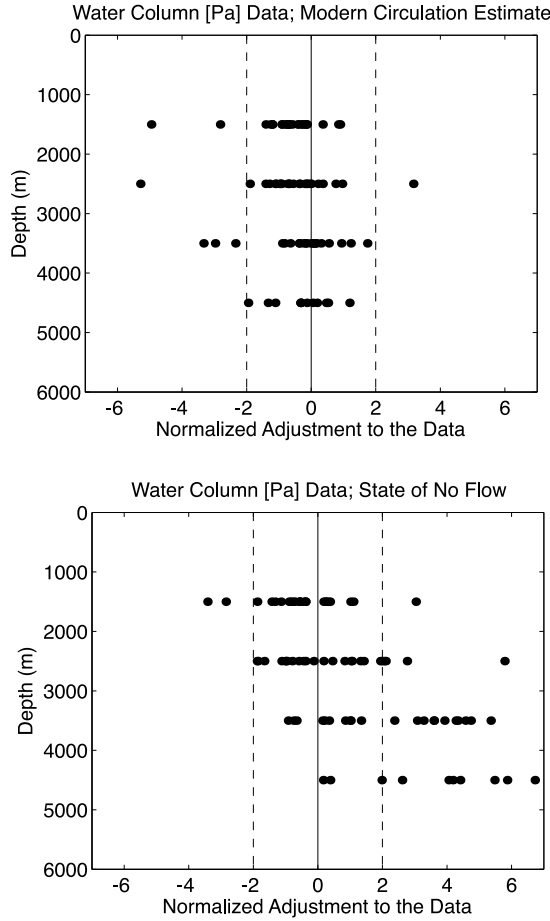 Water Column [Pa] Data; Modern Circulation Estimate
0
1000
2000
3000
4000
5000
6000
Depth (m)
-6 -4 -2 0 2 4 6
Normalized Adjustment to the Data
Water Column [Pa] Data; State of No Flow
0
1000
2000
3000
4000
5000
6000
Depth (m)
-6 -4 -2 0 2 4 6
Normalized Adjustment to the Data